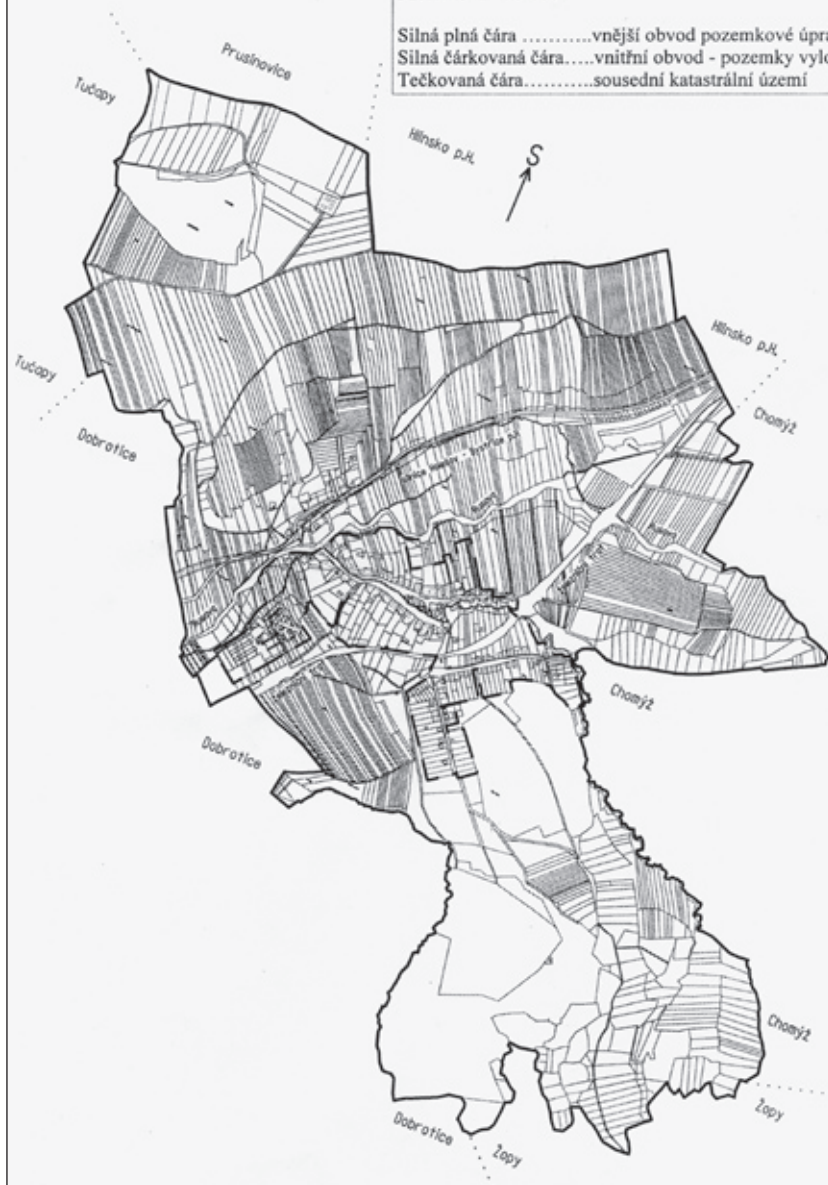 Silná plná čára ...........vnější obvod pozemkové úpra
Silná čárkovaná čára.....vnitřní obvod - pozemky vylo
Tečkovaná čára............sousední katastrální území
Prusinovice
Tučapy
Hlinsko p.H.
S
Hlinsko p.H.
Tučapy
Chomýž
Dobrotice
Chomýž
Dobrotice
Chomýž
Žopy
Dobrotice
Žopy